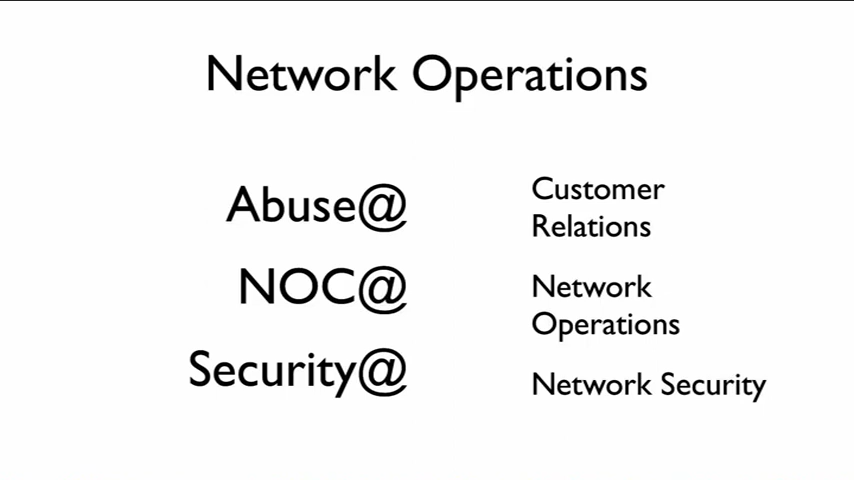 Network Operations
Abuse@
Customer
Relations
NOC@
Network
Operations
Security@
Network Security